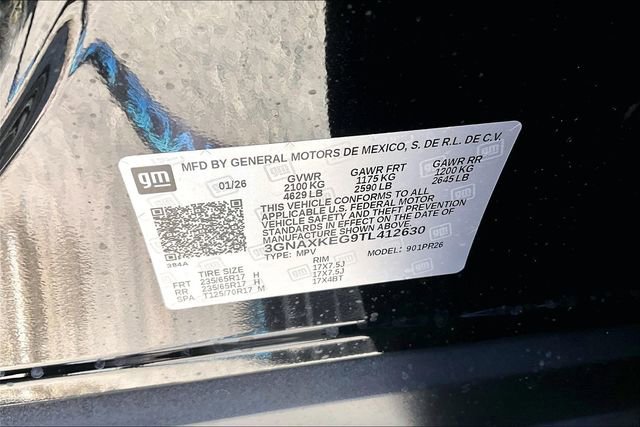 gm
MFD BY GENERAL MOTORS DE MEXICO, S. DE R.L. DE C.V.
01/26 GVWR GAWR FRT GAWR RR
2100 KG 1175 KG 1200 KG
4629 LB 2590 LB 2645 LB
THIS VEHICLE CONFORMS TO ALL
APPLICABLE U.S. FEDERAL MOTOR
VEHICLE SAFETY AND THEFT PREVENTION
STANDARDS IN EFFECT ON THE DATE OF
MANUFACTURE SHOWN ABOVE
3GNAXKEG9TL412630
384A TYPE: MPV MODEL: 901PR26
TIRE SIZE RIM
FRT 235/65R17 H 17X7.5J
RR 235/65R17 H 17X7.5J
SPA T125/70R17 M 17X4BT